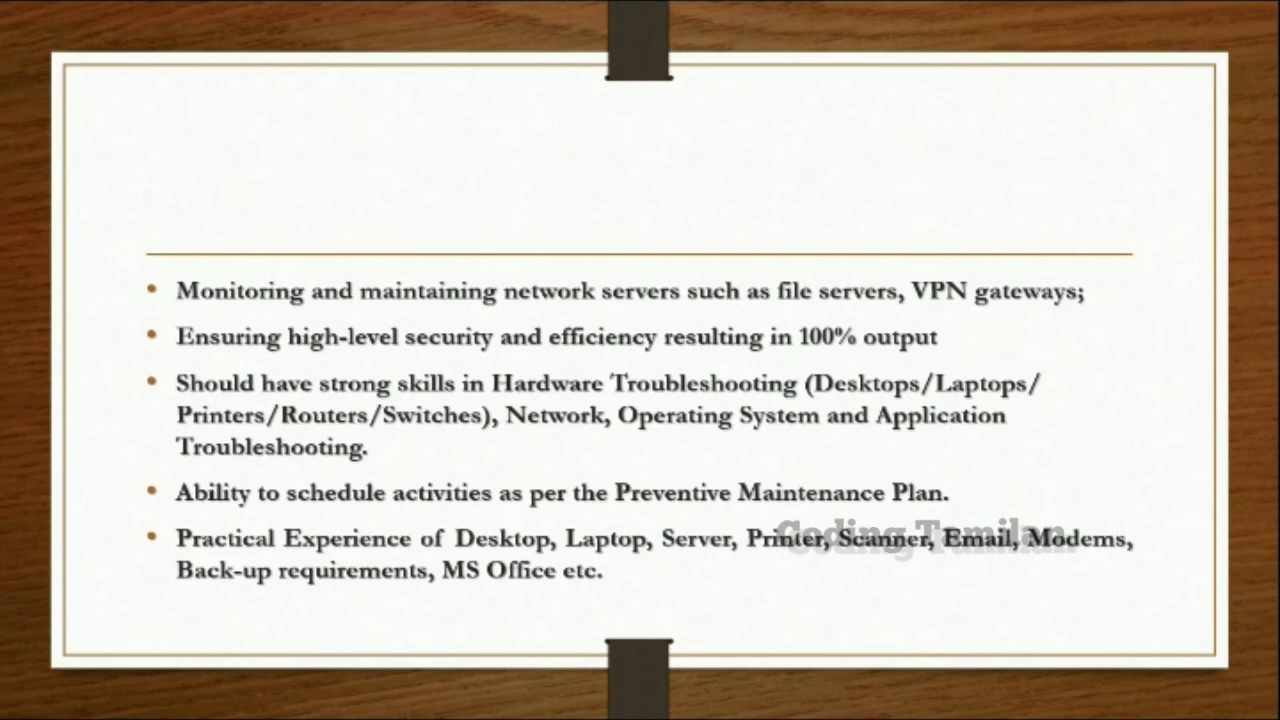 • Monitoring and maintaining network servers such as file servers, VPN gateways;
• Ensuring high-level security and efficiency resulting in 100% output
• Should have strong skills in Hardware Troubleshooting (Desktops/Laptops/
Printers/Routers/Switches), Network, Operating System and Application
Troubleshooting.
• Ability to schedule activities as per the Preventive Maintenance Plan.
• Practical Experience of Desktop, Laptop, Server, Printer, Scanner, Email, Modems,
Back-up requirements, MS Office etc.
Coding Tamilan